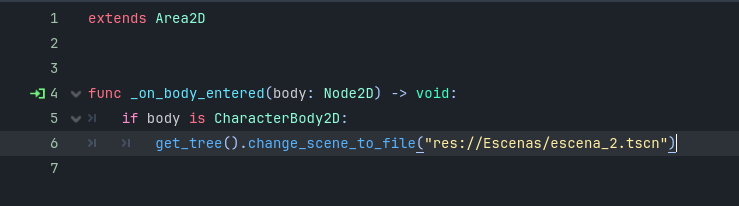 1 extends Area2D
2
3
4 func _on_body_entered(body: Node2D) -> void:
5 if body is CharacterBody2D:
6 get_tree().change_scene_to_file("res://Escenas/escena_2.tscn")
7